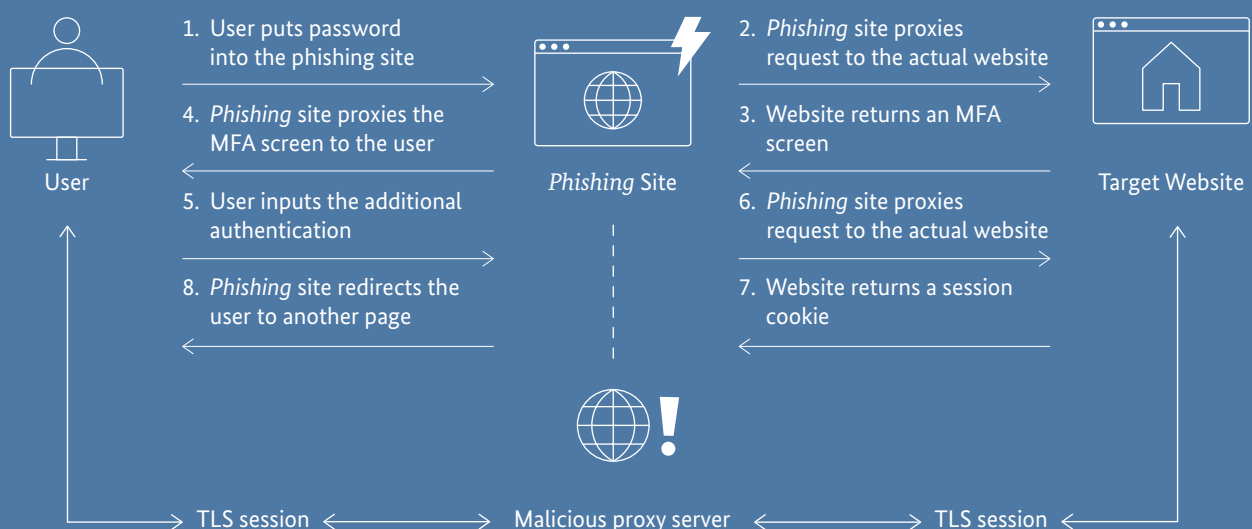 1. User puts password
into the phishing site
2. Phishing site proxies
request to the actual website
4. Phishing site proxies the
MFA screen to the user
3. Website returns an MFA
screen
User
Phishing Site
Target Website
5. User inputs the additional
authentication
6. Phishing site proxies
request to the actual website
8. Phishing site redirects the
user to another page
7. Website returns a session
cookie
!
TLS session
Malicious proxy server
TLS session